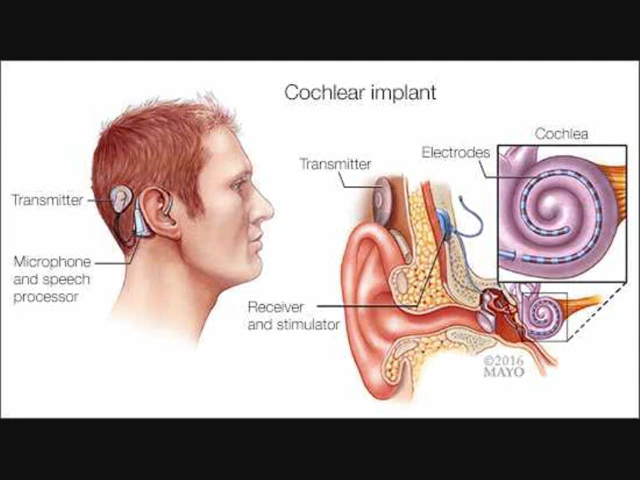 Cochlear implant
Transmitter
Microphone
and speech
processor
Transmitter
Electrodes
Cochlea
Receiver
and stimulator
©2016
MAYO